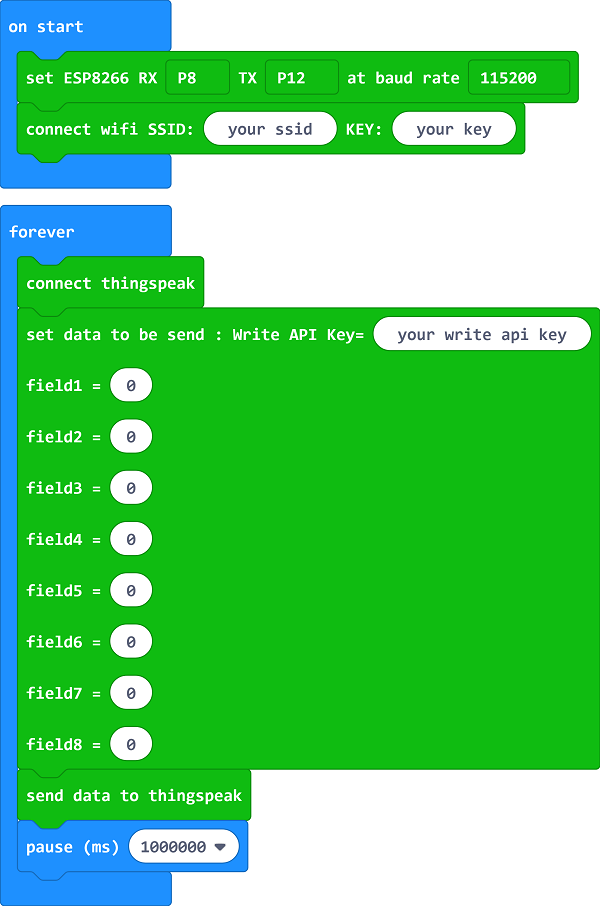 on start
set ESP8266 RX P8 TX P12 at baud rate 115200
connect wifi SSID: your ssid KEY: your key
forever
connect thingspeak
set data to be send : Write API Key= your write api key
field1 = 0
field2 = 0
field3 = 0
field4 = 0
field5 = 0
field6 = 0
field7 = 0
field8 = 0
send data to thingspeak
pause (ms) 1000000